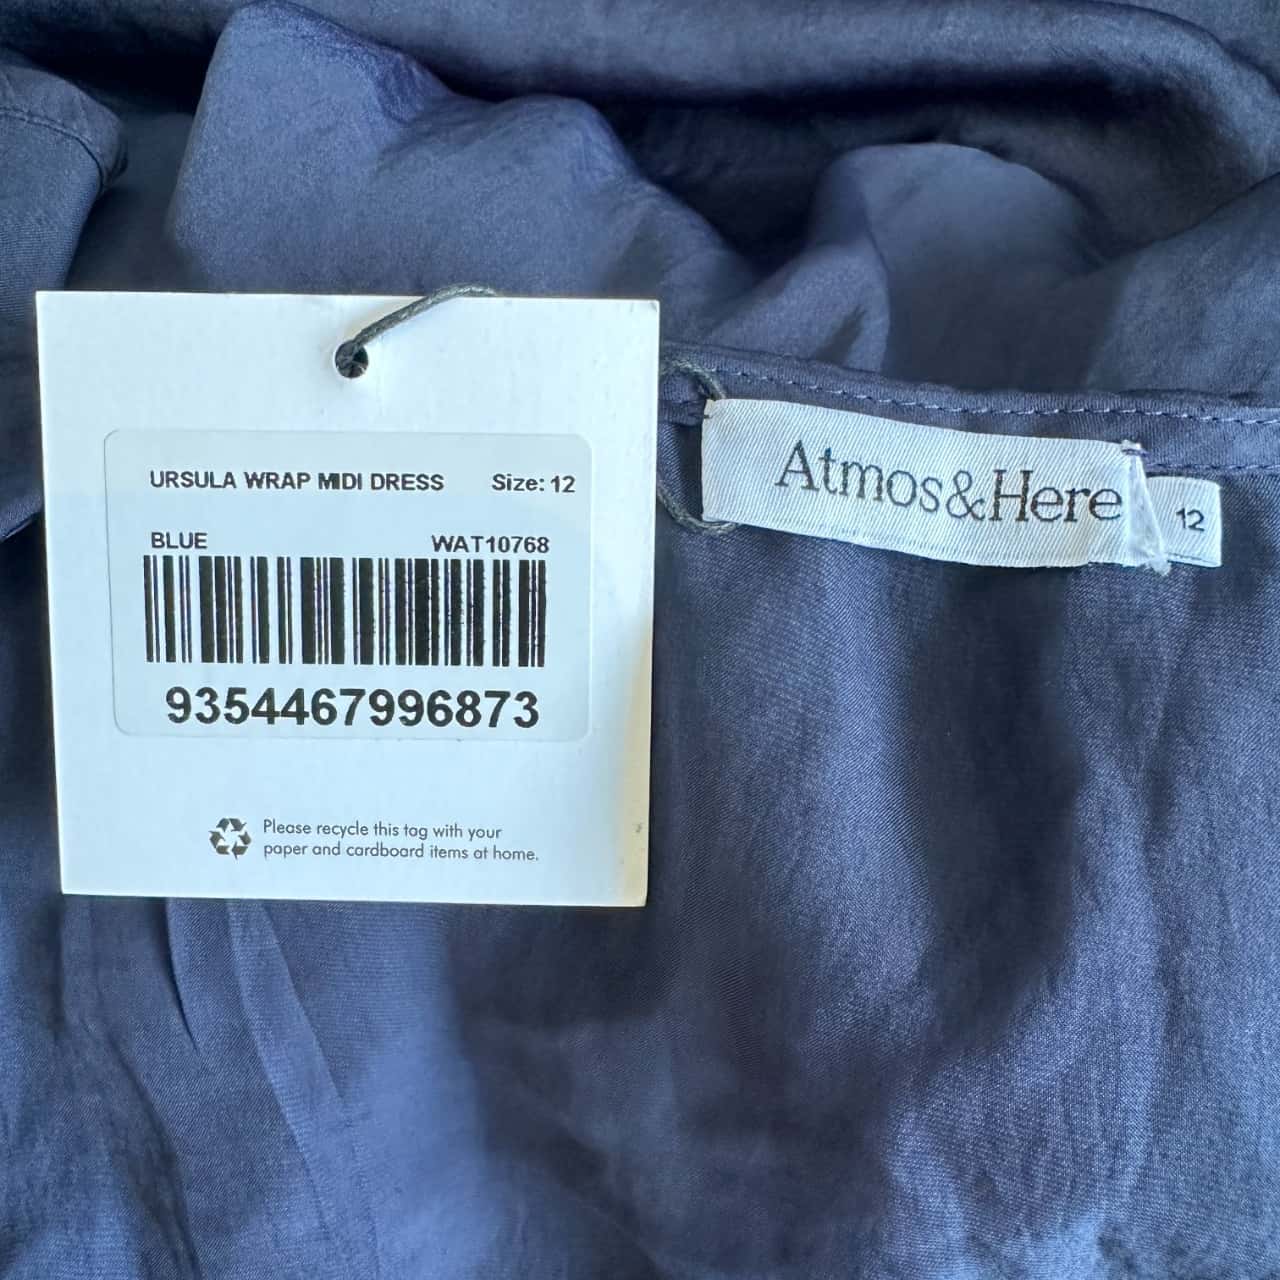 URSULA WRAP MIDI DRESS Size: 12
BLUE WAT10768
9354467996873
Please recycle this tag with your
paper and cardboard items at home.
Atmos&Here
12